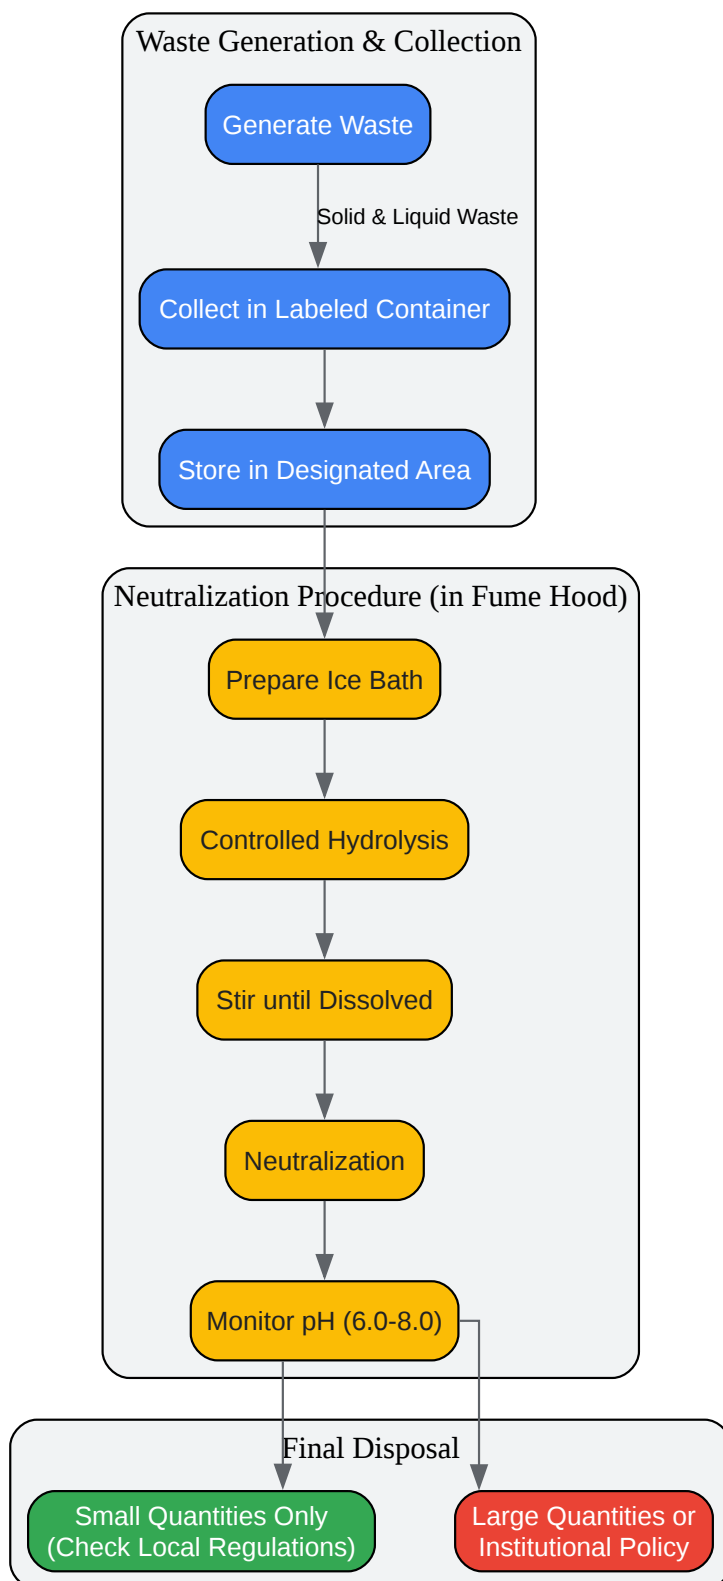 Waste Generation & Collection
Generate Waste
Solid & Liquid Waste
Collect in Labeled Container
Store in Designated Area
Neutralization Procedure (in Fume Hood)
Prepare Ice Bath
Controlled Hydrolysis
Stir until Dissolved
Neutralization
Monitor pH (6.0-8.0)
Final Disposal
Small Quantities Only
(Check Local Regulations)
Large Quantities or
Institutional Policy